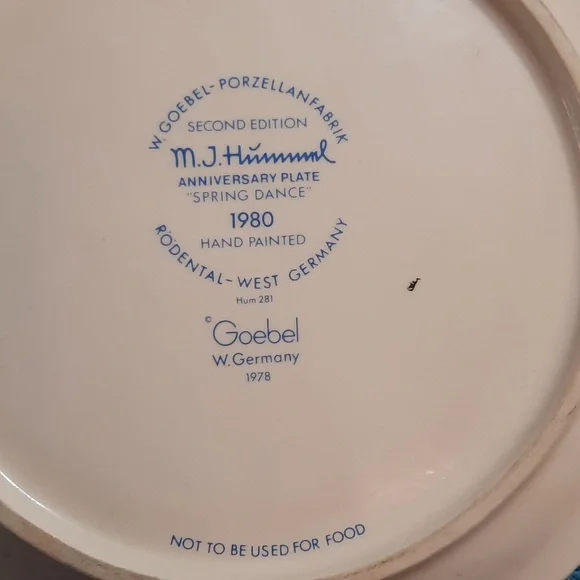 W. GOEBEL-PORZELLANFABRIK
SECOND EDITION
M.J.Hummel
ANNIVERSARY PLATE
"SPRING DANCE"
1980
HAND PAINTED
RÖDENTAL-WEST GERMANY
Hum 281
© Goebel
W.Germany
1978
NOT TO BE USED FOR FOOD